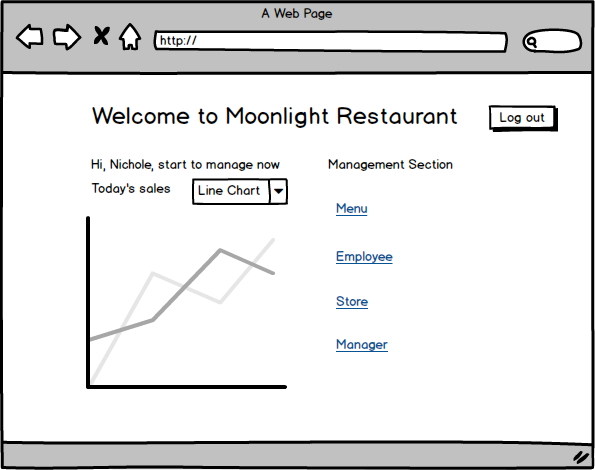 A Web Page
http://
Welcome to Moonlight Restaurant
Log out
Hi, Nichole, start to manage now
Today's sales
Line Chart
Management Section
Menu
Employee
Store
Manager